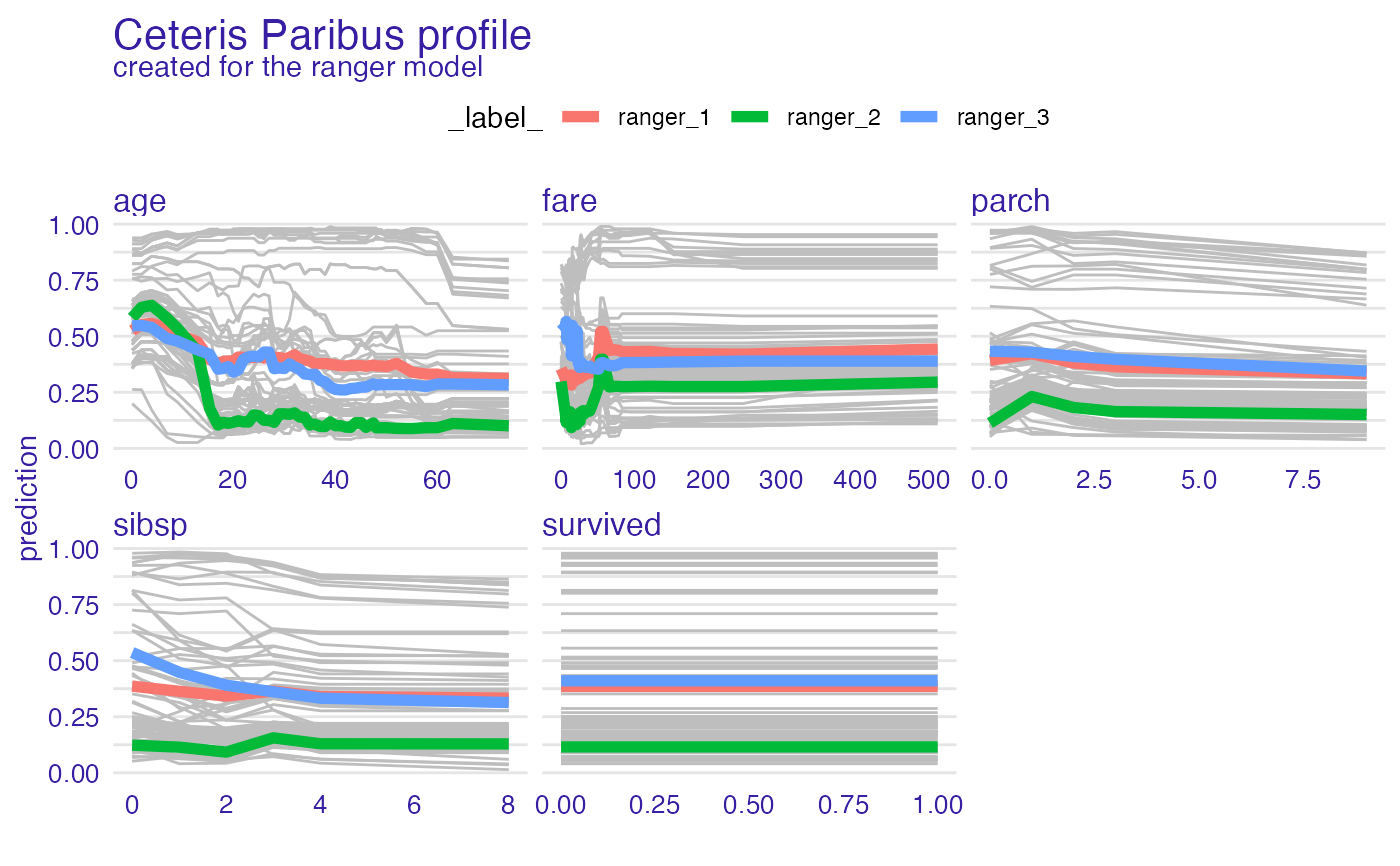 Ceteris Paribus profile
created for the ranger model
_label_ ranger_1 ranger_2 ranger_3
age fare parch
1.00
0.75
0.50
0.25
0.00
0 20 40 60 0 100 200 300 400 500 0.0 2.5 5.0 7.5
prediction
sibsp survived
1.00
0.75
0.50
0.25
0.00
0 2 4 6 8 0.00 0.25 0.50 0.75 1.00